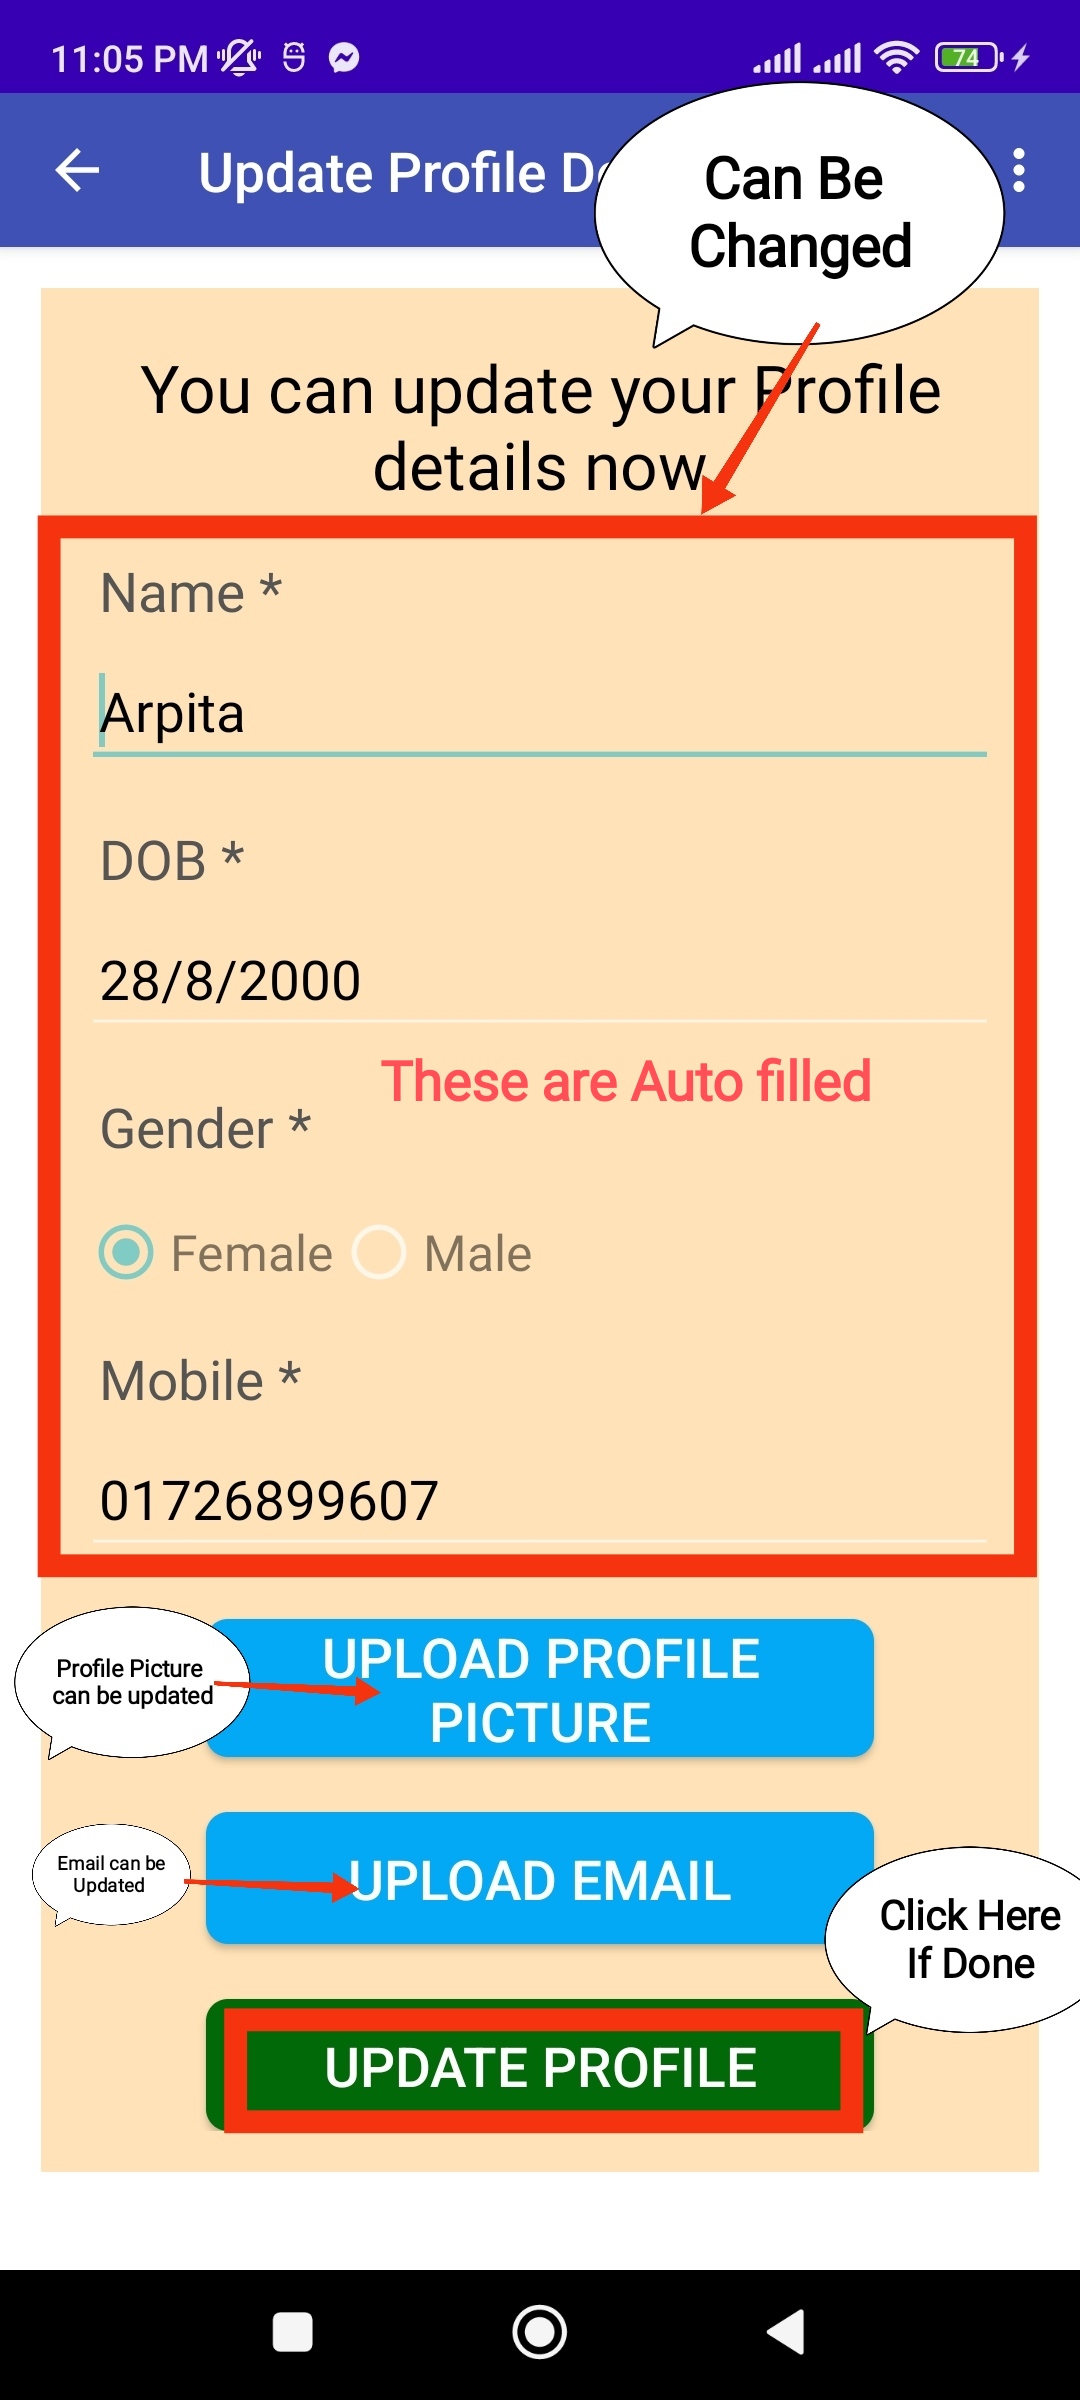 11:05 PM
74
Update Profile
Can Be
Changed
You can update your Profile
details now
Name *
Arpita
DOB *
28/8/2000
These are Auto filled
Gender *
Female
Male
Mobile *
01726899607
Profile Picture
can be updated
UPLOAD PROFILE
PICTURE
Email can be
Updated
UPLOAD EMAIL
Click Here
If Done
UPDATE PROFILE